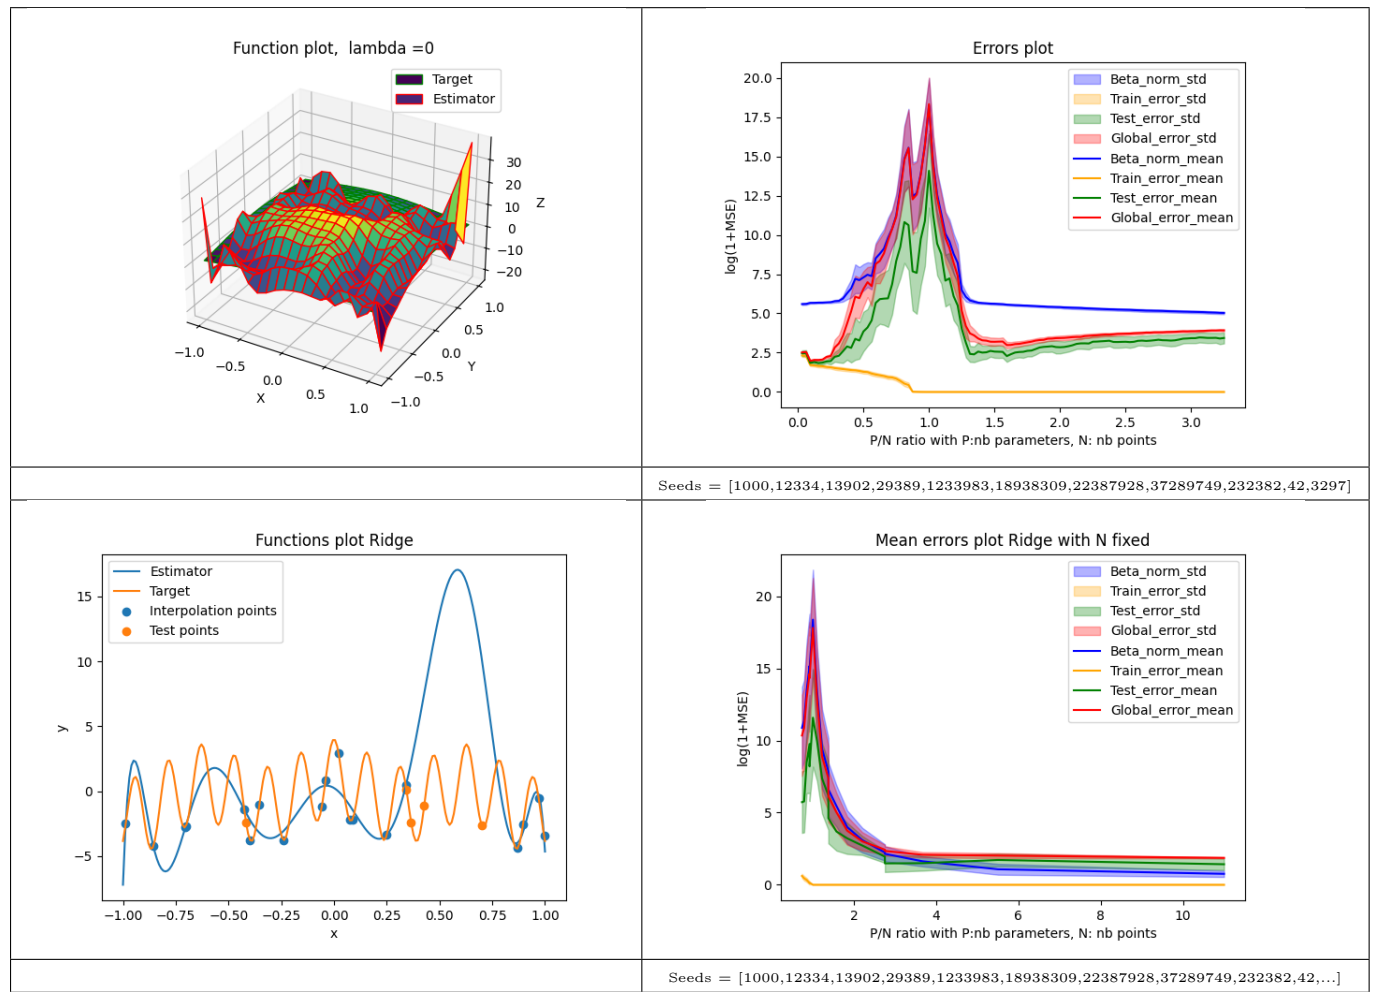 Function plot, lambda =0
Target
Estimator
30
20
10
0
−10
−20
Z
−1.0
−0.5
0.0
0.5
1.0
X
−1.0
−0.5
0.0
0.5
1.0
Y
Errors plot
20.0
17.5
15.0
12.5
10.0
7.5
5.0
2.5
0.0
log(1+MSE)
Beta_norm_std
Train_error_std
Test_error_std
Global_error_std
Beta_norm_mean
Train_error_mean
Test_error_mean
Global_error_mean
0.0 0.5 1.0 1.5 2.0 2.5 3.0
P/N ratio with P:nb parameters, N: nb points
Seeds = [1000,12334,13902,29389,1233983,18938309,22387928,37289749,232382,42,3297]
Functions plot Ridge
Estimator
Target
Interpolation points
Test points
15
10
5
0
−5
y
−1.00 −0.75 −0.50 −0.25 0.00 0.25 0.50 0.75 1.00
x
Mean errors plot Ridge with N fixed
20
15
10
5
0
log(1+MSE)
Beta_norm_std
Train_error_std
Test_error_std
Global_error_std
Beta_norm_mean
Train_error_mean
Test_error_mean
Global_error_mean
2 4 6 8 10
P/N ratio with P:nb parameters, N: nb points
Seeds = [1000,12334,13902,29389,1233983,18938309,22387928,37289749,232382,42,...]